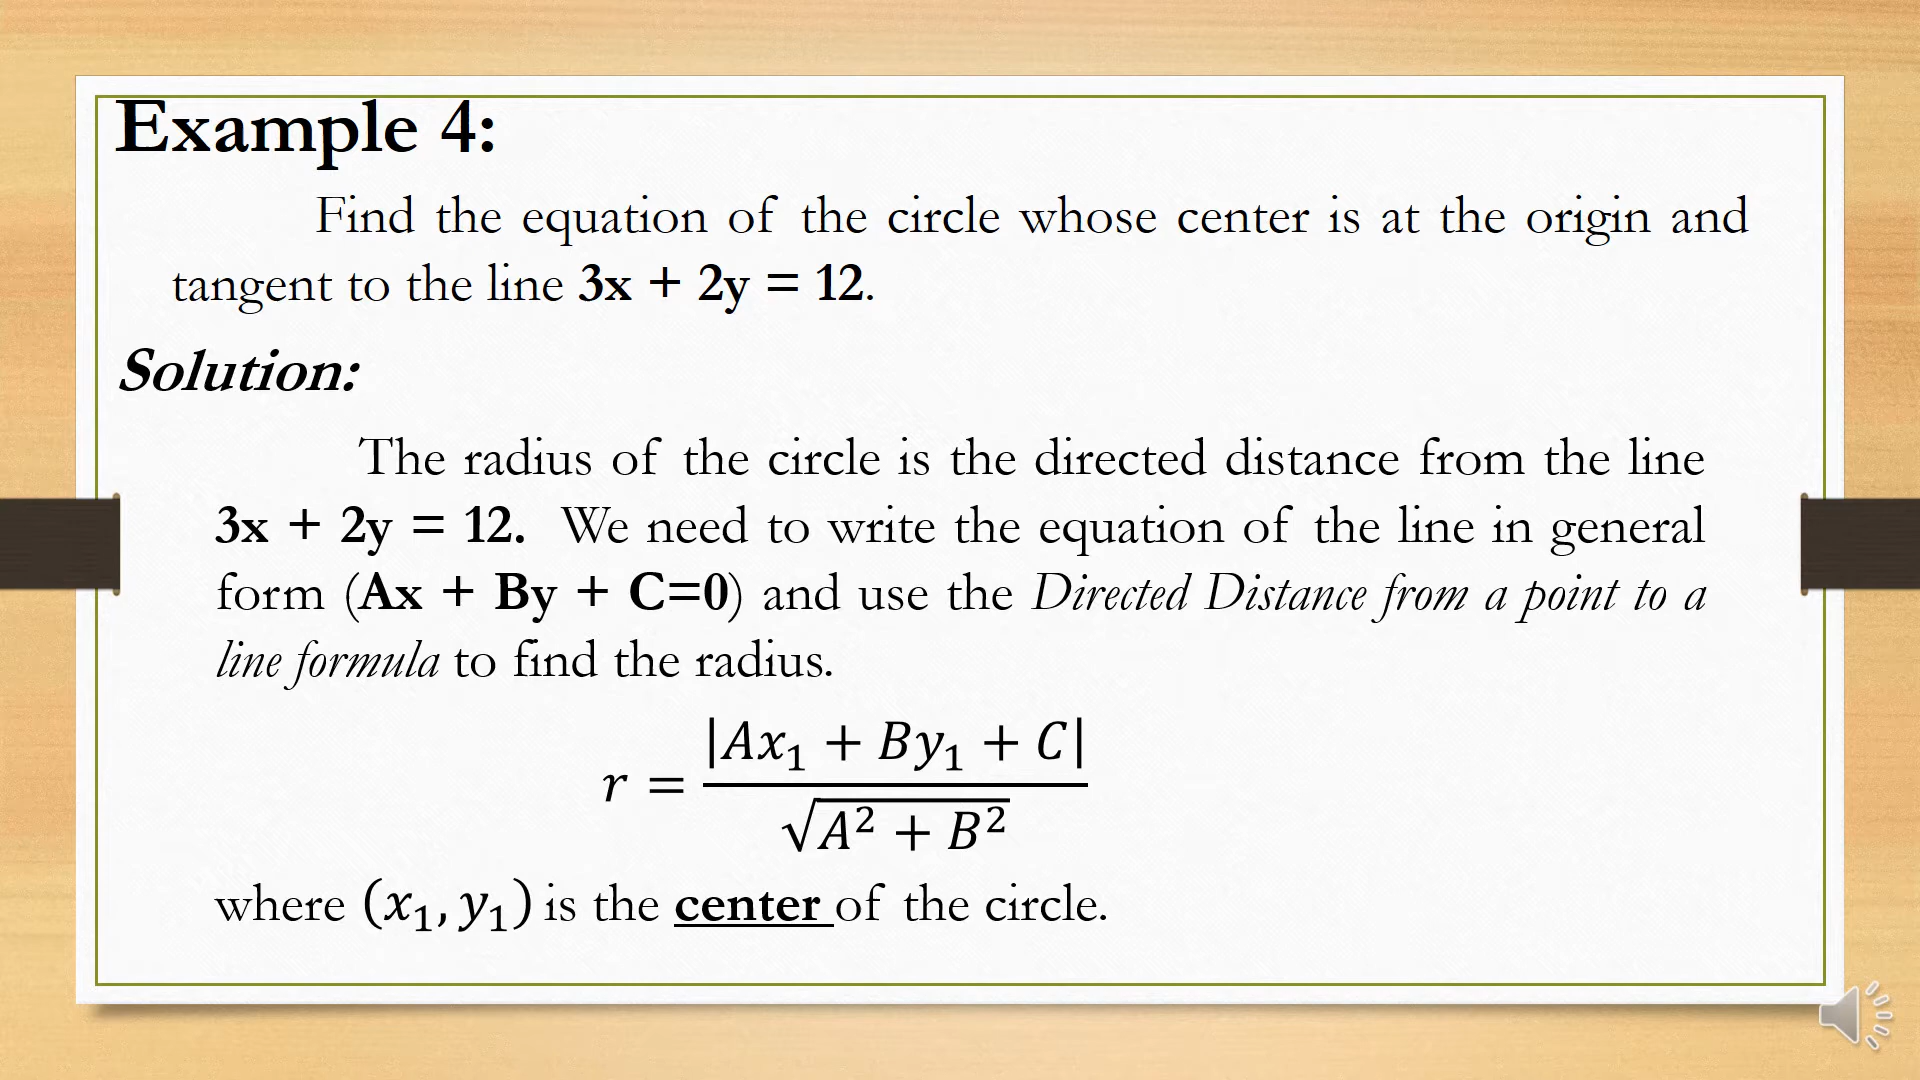 Example 4:
Find the equation of the circle whose center is at the origin and
tangent to the line 3x + 2y = 12.
Solution:
The radius of the circle is the directed distance from the line
3x + 2y = 12. We need to write the equation of the line in general
form (Ax + By + C=0) and use the Directed Distance from a point to a
line formula to find the radius.
r = |Ax₁ + By₁ + C| / √(A² + B²)
where (x₁, y₁) is the center of the circle.